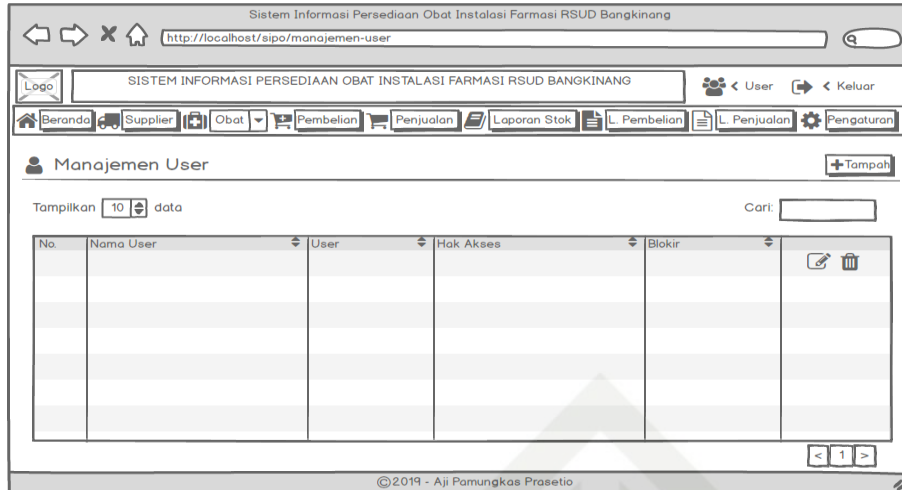 Sistem Informasi Persediaan Obat Instalasi Farmasi RSUD Bangkinang
http://localhost/sipo/manajemen-user
Logo SISTEM INFORMASI PERSEDIAAN OBAT INSTALASI FARMASI RSUD BANGKINANG < User < Keluar
Beranda Supplier Obat Pembelian Penjualan Laporan Stok L. Pembelian L. Penjualan Pengaturan
Manajemen User +Tampah
Tampilkan 10 data Cari:
No. Nama User User Hak Akses Blokir
< 1 >
©2019 - Aji Pamungkas Prasetio